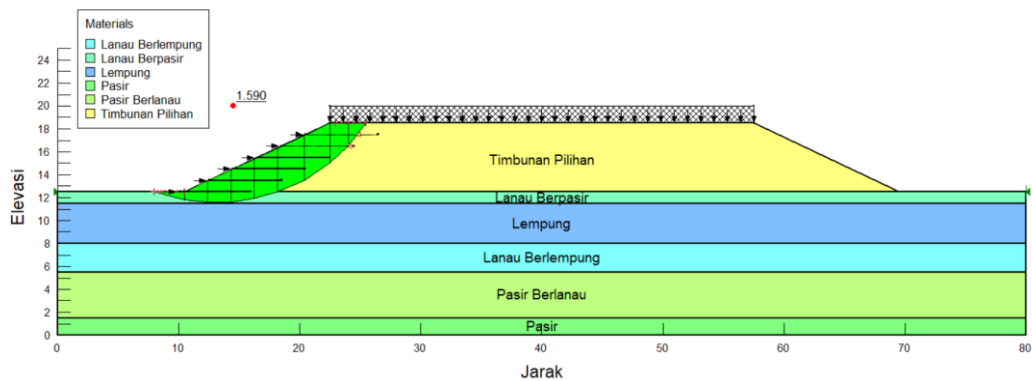 Materials
Lanau Berlempung
Lanau Berpasir
Lempung
Pasir
Pasir Berlanau
Timbunan Pilihan
1.590
Elevasi
24
22
20
18
16
14
12
10
8
6
4
2
0
Timbunan Pilihan
Lanau Berpasir
Lempung
Lanau Berlempung
Pasir Berlanau
Pasir
0 10 20 30 40 50 60 70 80
Jarak